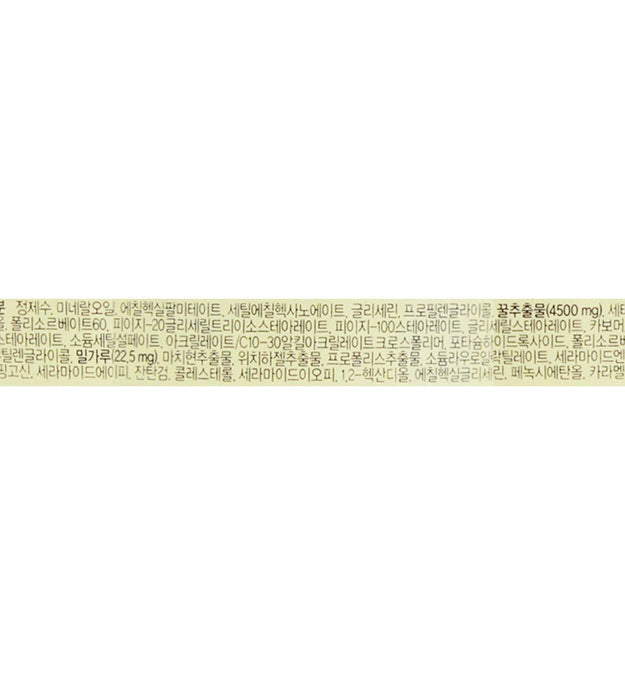 정제수, 미네랄오일, 에칠헥실팔미테이트, 세틸에칠헥사노에이트, 글리세린, 프로필렌글라이콜, 꿀추출물(4500 mg), 세테
폴리소르베이트60, 피이지-20글리세릴트리이소스테아레이트, 피이지-100스테아레이트, 글리세릴스테아레이트, 카보머
스테아레이트, 소듐세틸설페이트, 아크릴레이트/C10-30알킬아크릴레이트크로스폴리머, 포타슘하이드록사이드, 폴리소르베
틸렌글라이콜, 밀가루(22.5 mg), 마치현추출물, 위치하젤추출물, 프로폴리스추출물, 소듐라우로일락틸레이트, 세라마이드엔
핑고신, 세라마이드에이피, 잔탄검, 콜레스테롤, 세라마이드이오피, 1,2-헥산디올, 에칠헥실글리세린, 페녹시에탄올, 카라멜